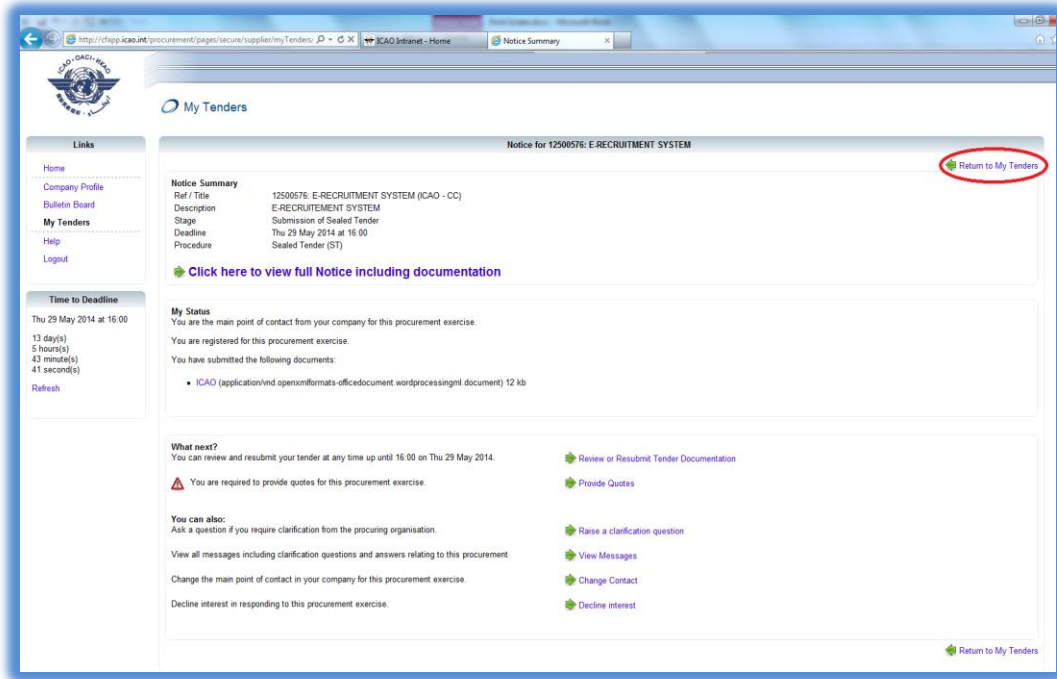 http://cfapp.icao.int/procurement/pages/secure/supplier/myTenders/
ICAO Intranet - Home
Notice Summary
ICAO · OACI · ИКАО
My Tenders
Links
Home
Company Profile
Bulletin Board
My Tenders
Help
Logout
Time to Deadline
Thu 29 May 2014 at 16:00
13 day(s)
5 hours(s)
43 minute(s)
41 second(s)
Refresh
Notice for 12500576: E-RECRUITMENT SYSTEM
Return to My Tenders
Notice Summary
Ref / Title 12500576: E-RECRUITMENT SYSTEM (ICAO - CC)
Description E-RECRUITEMENT SYSTEM
Stage Submission of Sealed Tender
Deadline Thu 29 May 2014 at 16:00
Procedure Sealed Tender (ST)
Click here to view full Notice including documentation
My Status
You are the main point of contact from your company for this procurement exercise.
You are registered for this procurement exercise.
You have submitted the following documents:
• ICAO (application/vnd.openxmlformats-officedocument.wordprocessingml.document) 12 kb
What next?
You can review and resubmit your tender at any time up until 16:00 on Thu 29 May 2014. Review or Resubmit Tender Documentation
You are required to provide quotes for this procurement exercise. Provide Quotes
You can also:
Ask a question if you require clarification from the procuring organisation. Raise a clarification question
View all messages including clarification questions and answers relating to this procurement View Messages
Change the main point of contact in your company for this procurement exercise. Change Contact
Decline interest in responding to this procurement exercise. Decline interest
Return to My Tenders